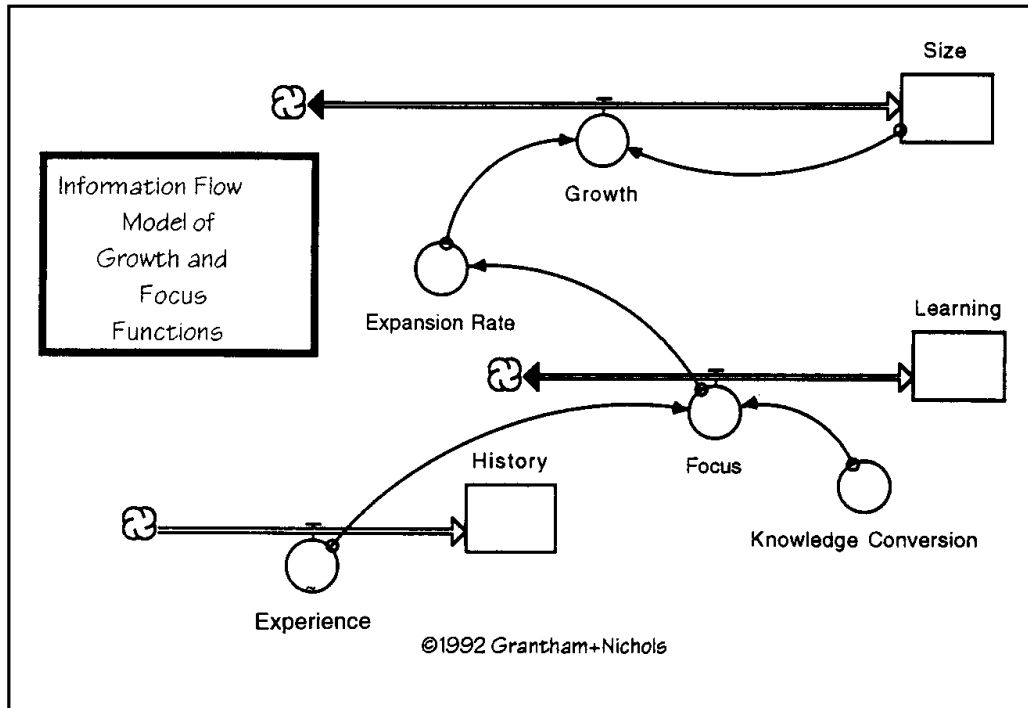 Size
Growth
Information Flow
Model of
Growth and
Focus
Functions
Expansion Rate
Learning
Focus
History
Knowledge Conversion
Experience
©1992 Grantham+Nichols